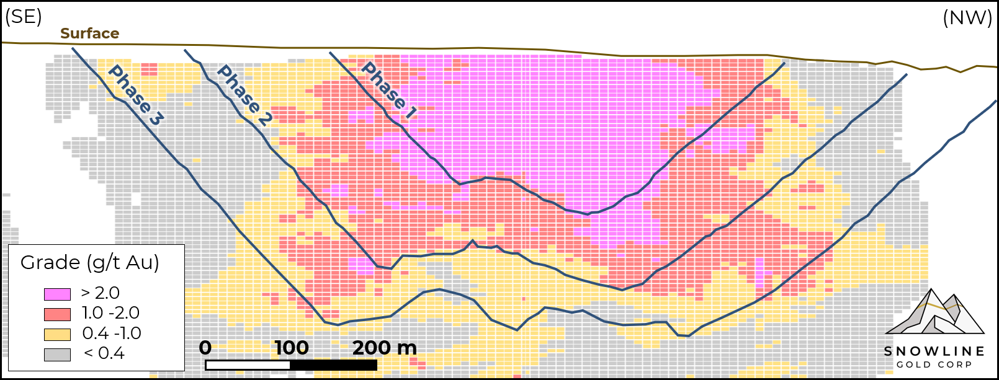 (SE)
(NW)
Surface
Phase 3
Phase 2
Phase 1
Grade (g/t Au)
> 2.0
1.0 -2.0
0.4 -1.0
< 0.4
0 100 200 m
SNOWLINE
GOLD CORP